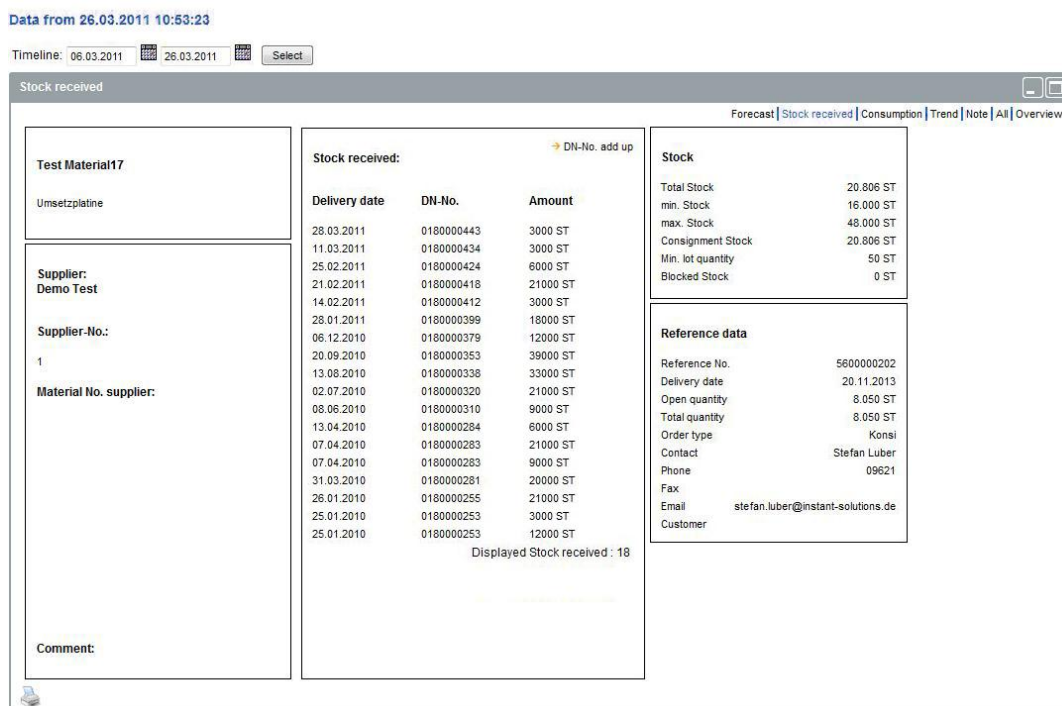 Data from 26.03.2011 10:53:23
Timeline: 06.03.2011 26.03.2011 Select
Stock received
Forecast | Stock received | Consumption | Trend | Note | All | Overview
Test Material17
Umsetzplatine
Supplier:
Demo Test
Supplier-No.:
1
Material No. supplier:
Comment:
Stock received:
→ DN-No. add up
Delivery date DN-No. Amount
28.03.2011 0180000443 3000 ST
11.03.2011 0180000434 3000 ST
25.02.2011 0180000424 6000 ST
21.02.2011 0180000418 21000 ST
14.02.2011 0180000412 3000 ST
28.01.2011 0180000399 18000 ST
06.12.2010 0180000379 12000 ST
20.09.2010 0180000353 39000 ST
13.08.2010 0180000338 33000 ST
02.07.2010 0180000320 21000 ST
08.06.2010 0180000310 9000 ST
13.04.2010 0180000284 6000 ST
07.04.2010 0180000283 21000 ST
07.04.2010 0180000283 9000 ST
31.03.2010 0180000281 20000 ST
26.01.2010 0180000255 21000 ST
25.01.2010 0180000253 3000 ST
25.01.2010 0180000253 12000 ST
Displayed Stock received : 18
Stock
Total Stock 20.806 ST
min. Stock 16.000 ST
max. Stock 48.000 ST
Consignment Stock 20.806 ST
Min. lot quantity 50 ST
Blocked Stock 0 ST
Reference data
Reference No. 5600000202
Delivery date 20.11.2013
Open quantity 8.050 ST
Total quantity 8.050 ST
Order type Konsi
Contact Stefan Luber
Phone 09621
Fax
Email stefan.luber@instant-solutions.de
Customer